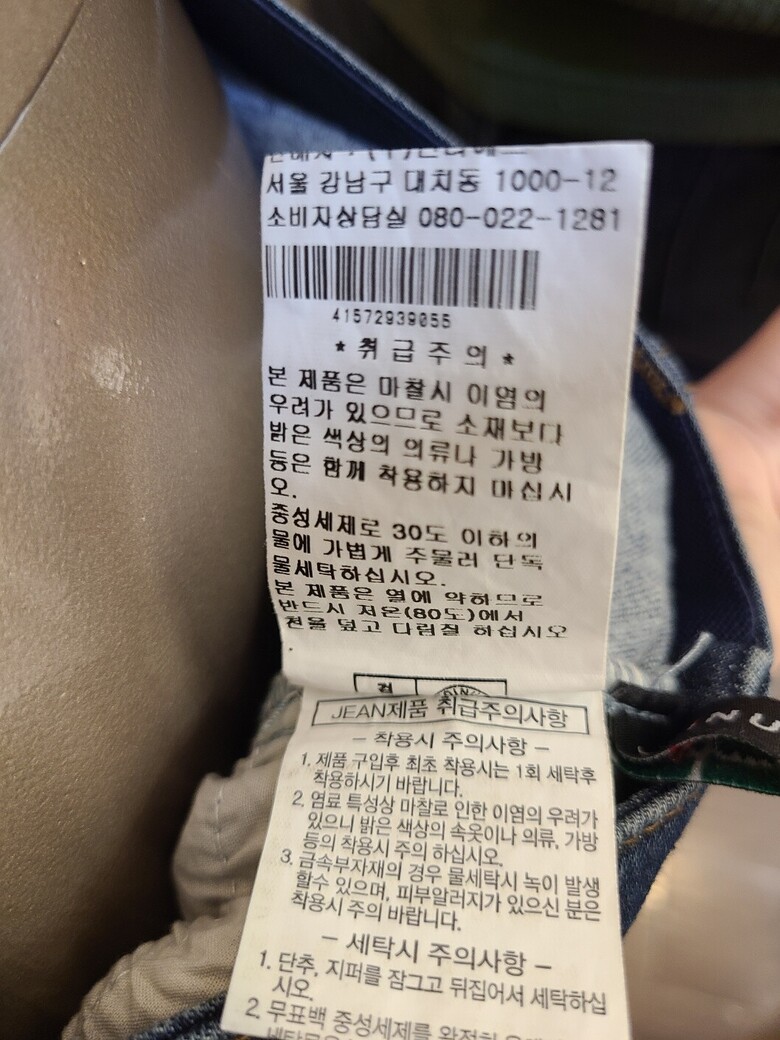 서울 강남구 대치동 1000-12
소비자상담실 080-022-1281
41572939055
* 취 급 주 의 *
본 제품은 마찰시 이염의
우려가 있으므로 소재보다
밝은 색상의 의류나 가방
등은 함께 착용하지 마십시
오.
중성세제로 30도 이하의
물에 가볍게 주물러 단독
물세탁하십시오.
본 제품은 열에 약하므로
반드시 저온(80도)에서
천을 덮고 다림질 하십시오
검
JEAN제품 취급주의사항
- 착용시 주의사항 -
1. 제품 구입후 최초 착용시는 1회 세탁후
착용하시기 바랍니다.
2. 염료 특성상 마찰로 인한 이염의 우려가
있으니 밝은 색상의 속옷이나 의류, 가방
등의 착용시 주의 하십시오.
3. 금속부자재의 경우 물세탁시 녹이 발생
할수 있으며, 피부알러지가 있으신 분은
착용시 주의 바랍니다.
- 세탁시 주의사항 -
1. 단추, 지퍼를 잠그고 뒤집어서 세탁하십
시오.
2. 무표백 중성세제를 완전히